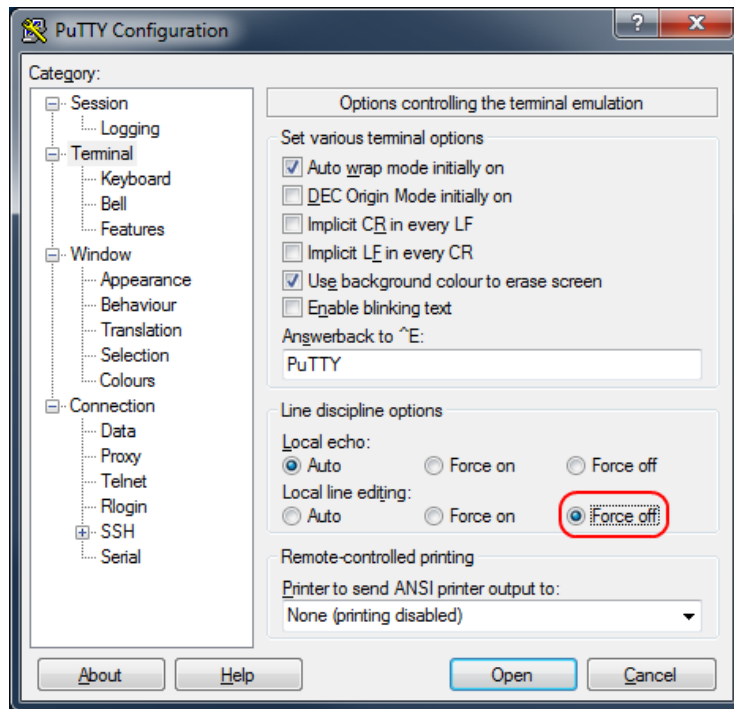 PuTTY Configuration
?
X
Category:
Session
Logging
Terminal
Keyboard
Bell
Features
Window
Appearance
Behaviour
Translation
Selection
Colours
Connection
Data
Proxy
Telnet
Rlogin
SSH
Serial
Options controlling the terminal emulation
Set various terminal options
Auto wrap mode initially on
DEC Origin Mode initially on
Implicit CR in every LF
Implicit LF in every CR
Use background colour to erase screen
Enable blinking text
Answerback to ^E:
PuTTY
Line discipline options
Local echo:
Auto Force on Force off
Local line editing:
Auto Force on Force off
Remote-controlled printing
Printer to send ANSI printer output to:
None (printing disabled)
About Help Open Cancel